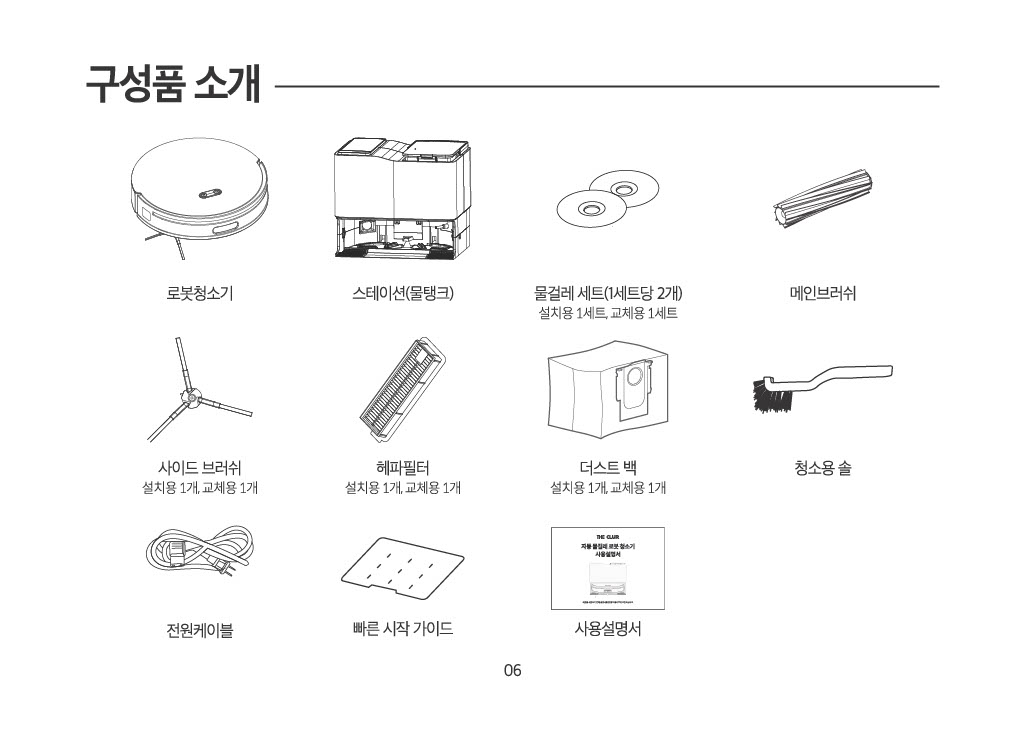 구성품 소개
로봇청소기
스테이션(물탱크)
물걸레 세트(1세트당 2개)
설치용 1세트, 교체용 1세트
메인브러쉬
사이드 브러쉬
설치용 1개, 교체용 1개
헤파필터
설치용 1개, 교체용 1개
더스트 백
설치용 1개, 교체용 1개
청소용 솔
THE CLAIR
자동 물걸레 로봇 청소기
사용설명서
전원케이블
빠른 시작 가이드
사용설명서
06